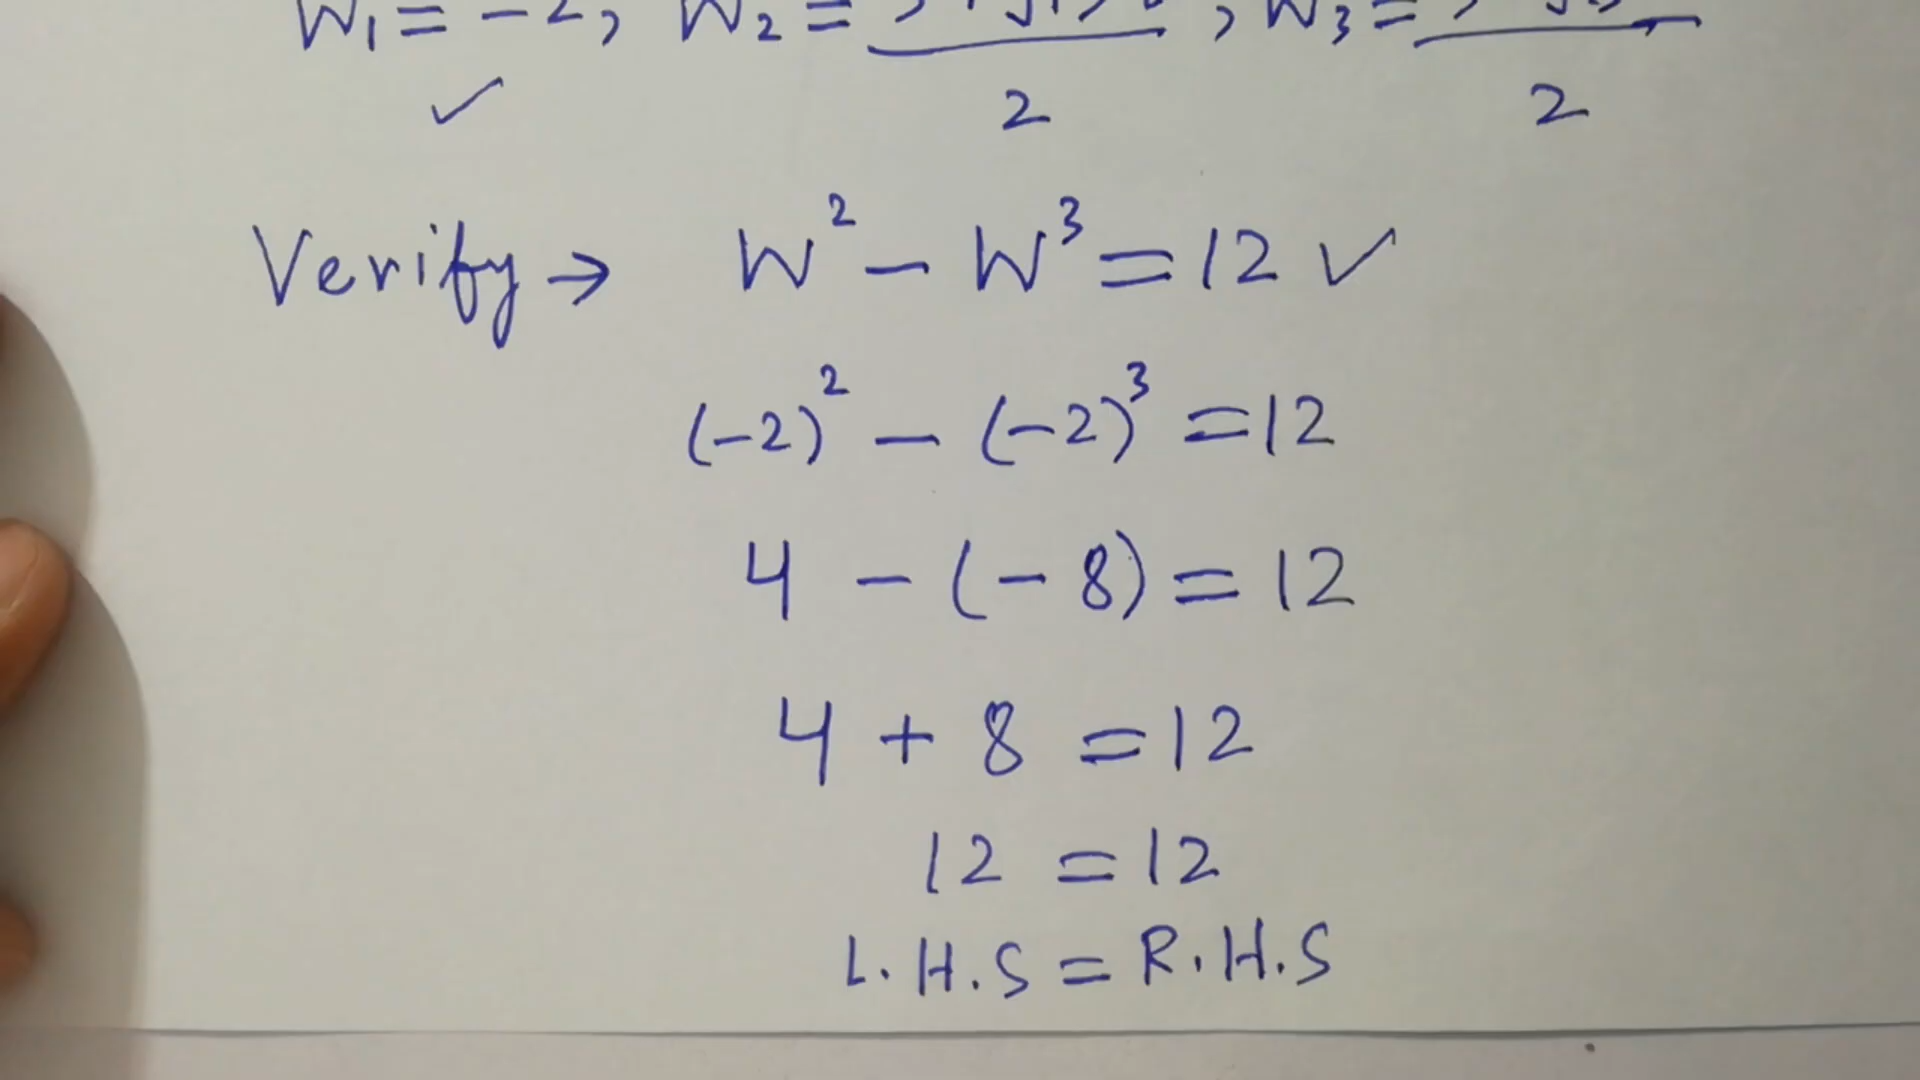 W₁ = -2, W₂ = , W₃ =
✓ 2 2
Verify → W² - W³ = 12 ✓
(-2)² - (-2)³ = 12
4 - (-8) = 12
4 + 8 = 12
12 = 12
L.H.S = R.H.S